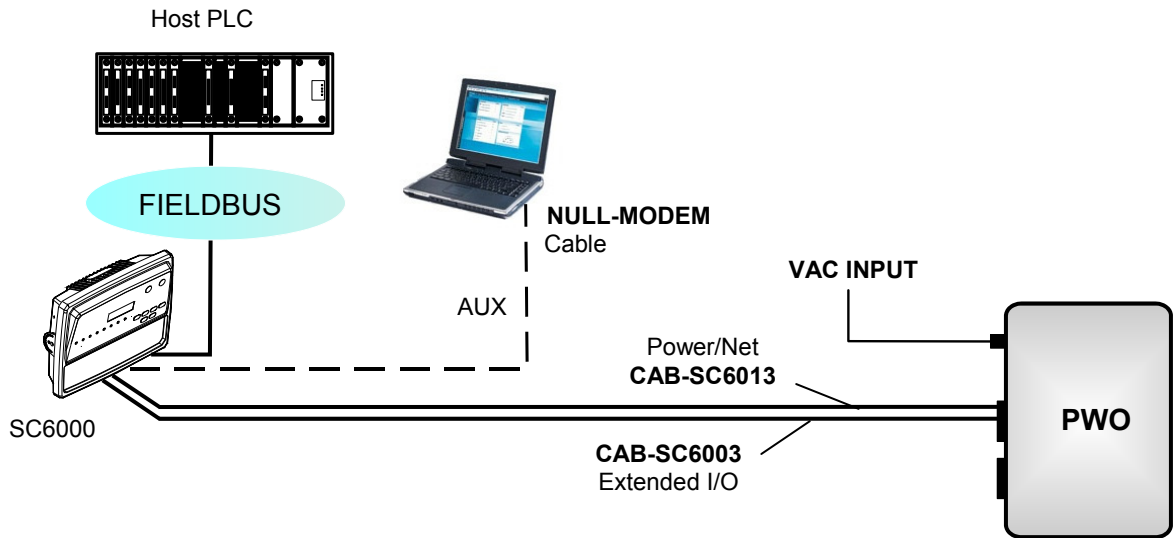 Host PLC
FIELDBUS
NULL-MODEM
Cable
VAC INPUT
AUX
Power/Net
CAB-SC6013
SC6000
PWO
CAB-SC6003
Extended I/O